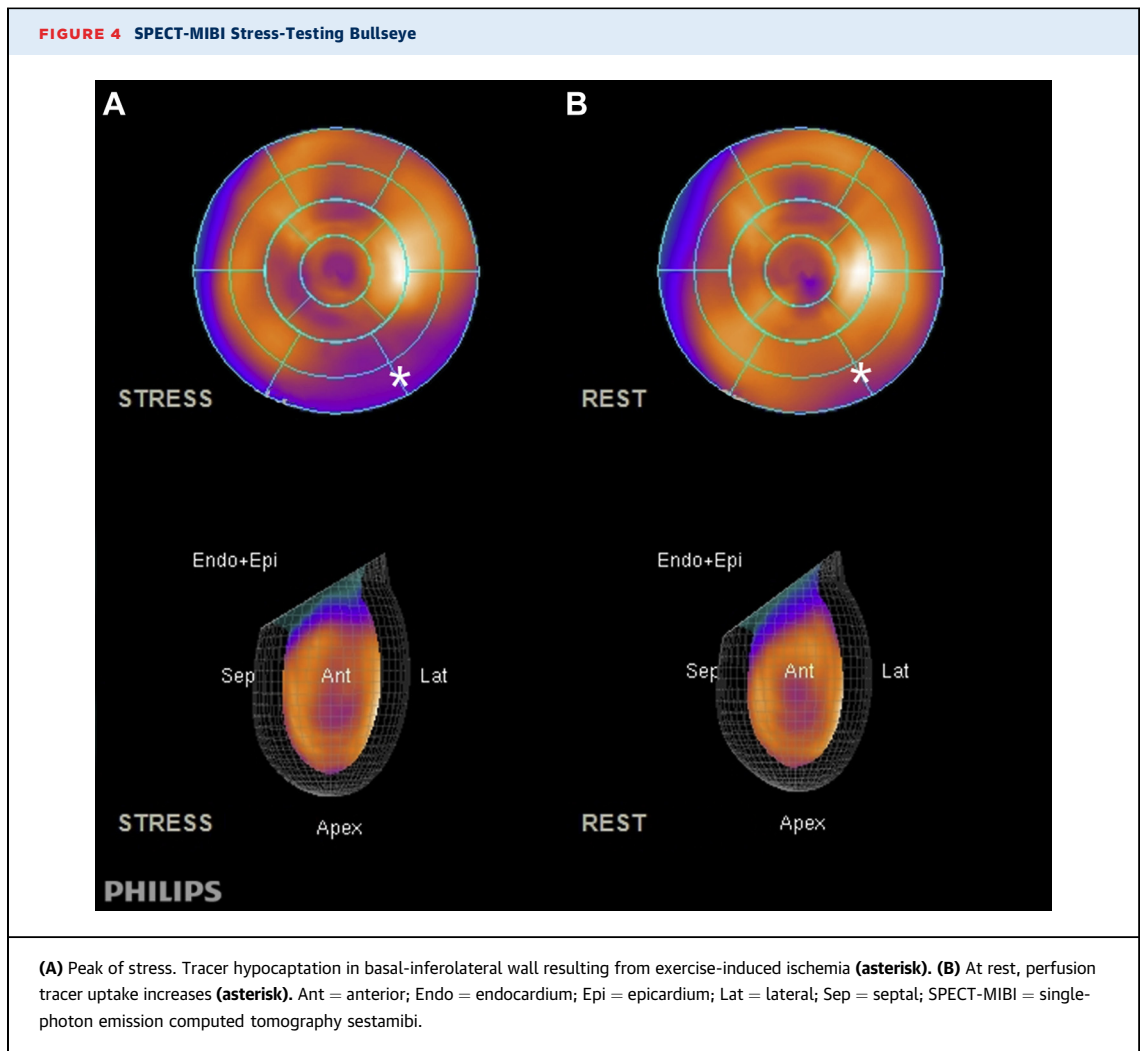 FIGURE 4 SPECT-MIBI Stress-Testing Bullseye
A
B
*
*
STRESS
REST
Endo+Epi
Endo+Epi
Sep
Ant
Lat
Sep
Ant
Lat
STRESS
Apex
REST
Apex
PHILIPS
(A) Peak of stress. Tracer hypocaptation in basal-inferolateral wall resulting from exercise-induced ischemia (asterisk). (B) At rest, perfusion
tracer uptake increases (asterisk). Ant = anterior; Endo = endocardium; Epi = epicardium; Lat = lateral; Sep = septal; SPECT-MIBI = single-
photon emission computed tomography sestamibi.